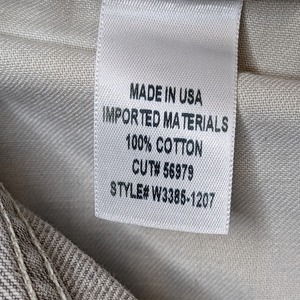 MADE IN USA
IMPORTED MATERIALS
100% COTTON
CUT# 56979
STYLE# W3385-1207